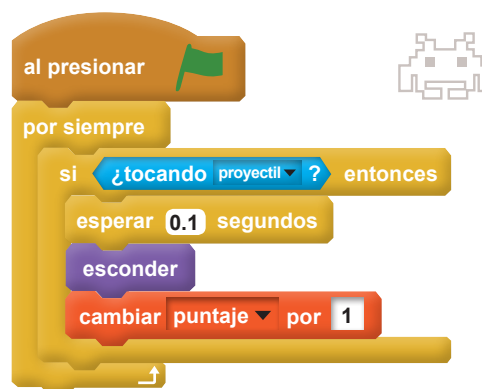 al presionar
por siempre
si ¿tocando proyectil ? entonces
esperar 0.1 segundos
esconder
cambiar puntaje por 1